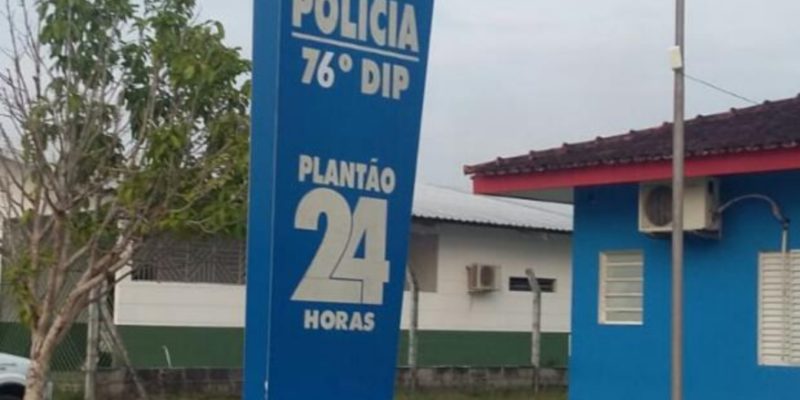 POLÍCIA
76º DIP
PLANTÃO
24
HORAS